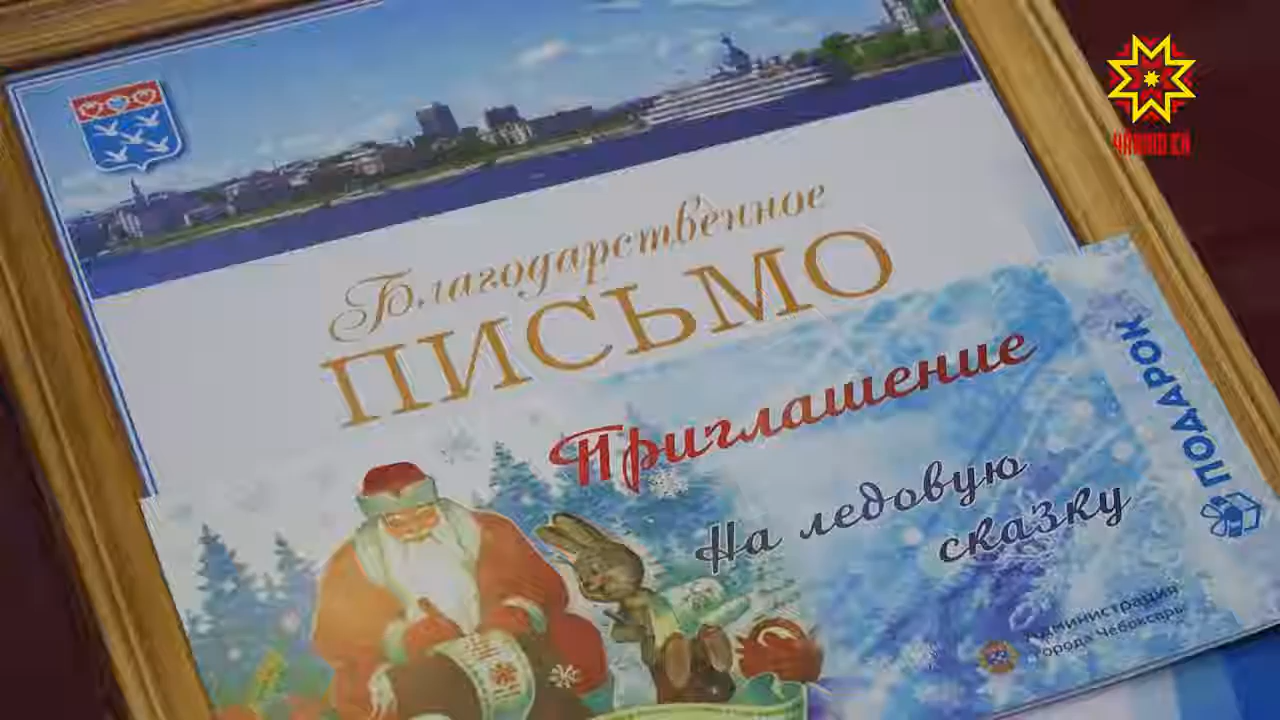 Благодарственное
ПИСЬМО
Приглашение
На ледовую
сказку
ПОДАРОК
Администрация
города Чебоксары